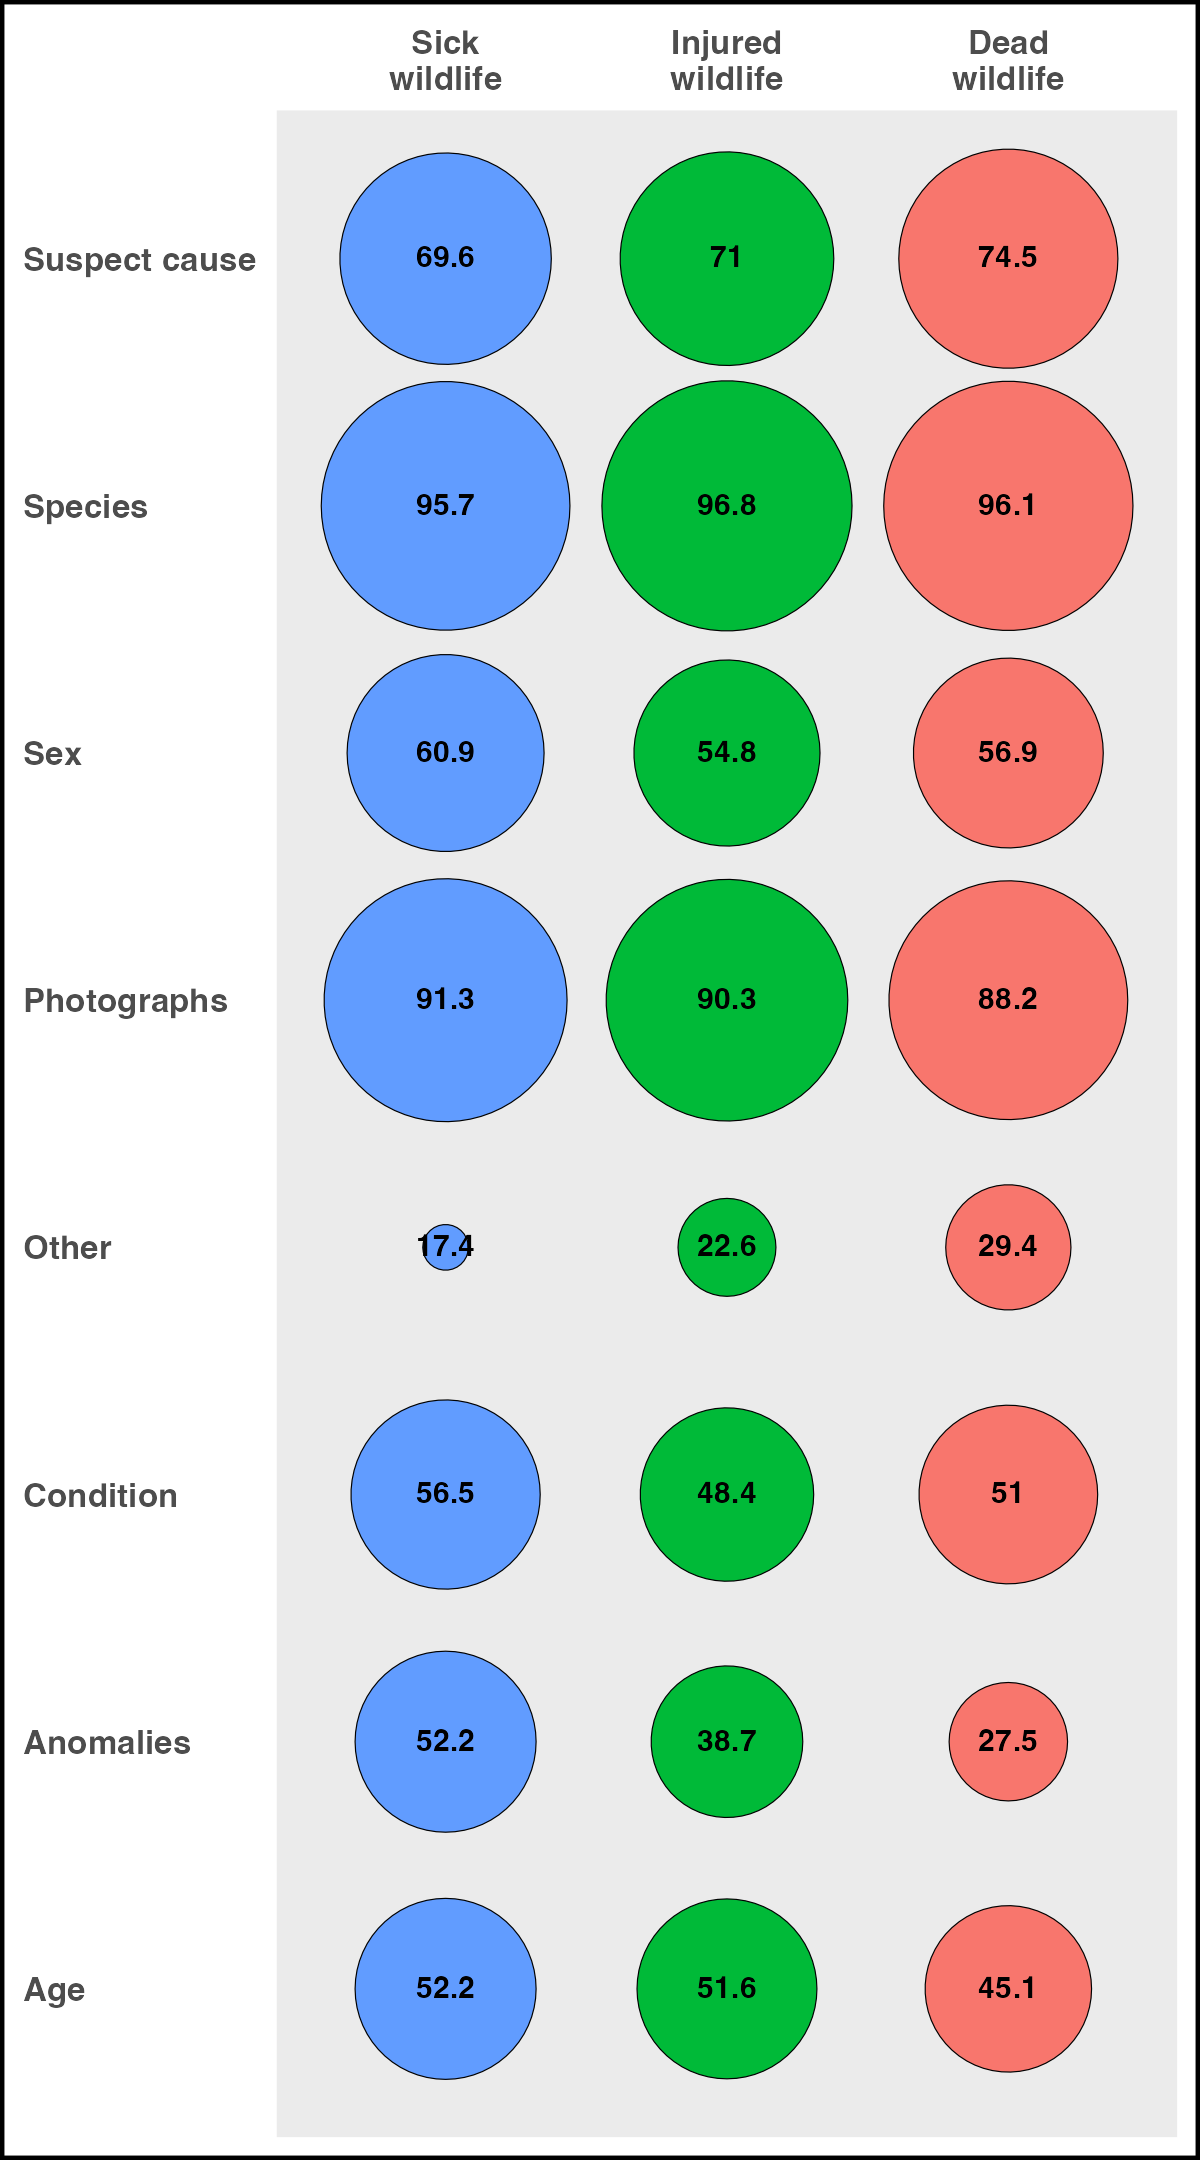 Sick wildlife
Injured wildlife
Dead wildlife
Suspect cause 69.6 71 74.5
Species 95.7 96.8 96.1
Sex 60.9 54.8 56.9
Photographs 91.3 90.3 88.2
Other 17.4 22.6 29.4
Condition 56.5 48.4 51
Anomalies 52.2 38.7 27.5
Age 52.2 51.6 45.1